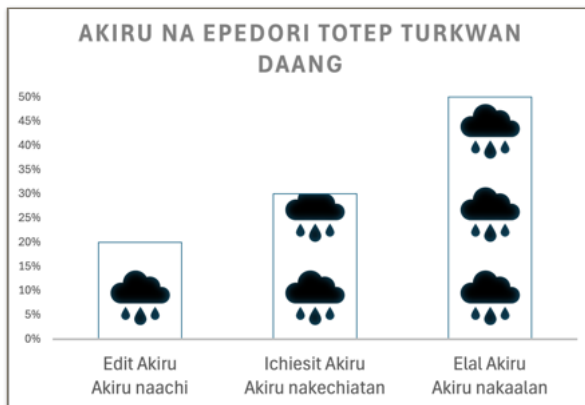 AKIRU NA EPEDORI TOTEP TURKWAN
DAANG
50%
45%
40%
35%
30%
25%
20%
15%
10%
5%
0%
Edit Akiru
Akiru naachi
Ichiesit Akiru
Akiru nakechiatan
Elal Akiru
Akiru nakaalan